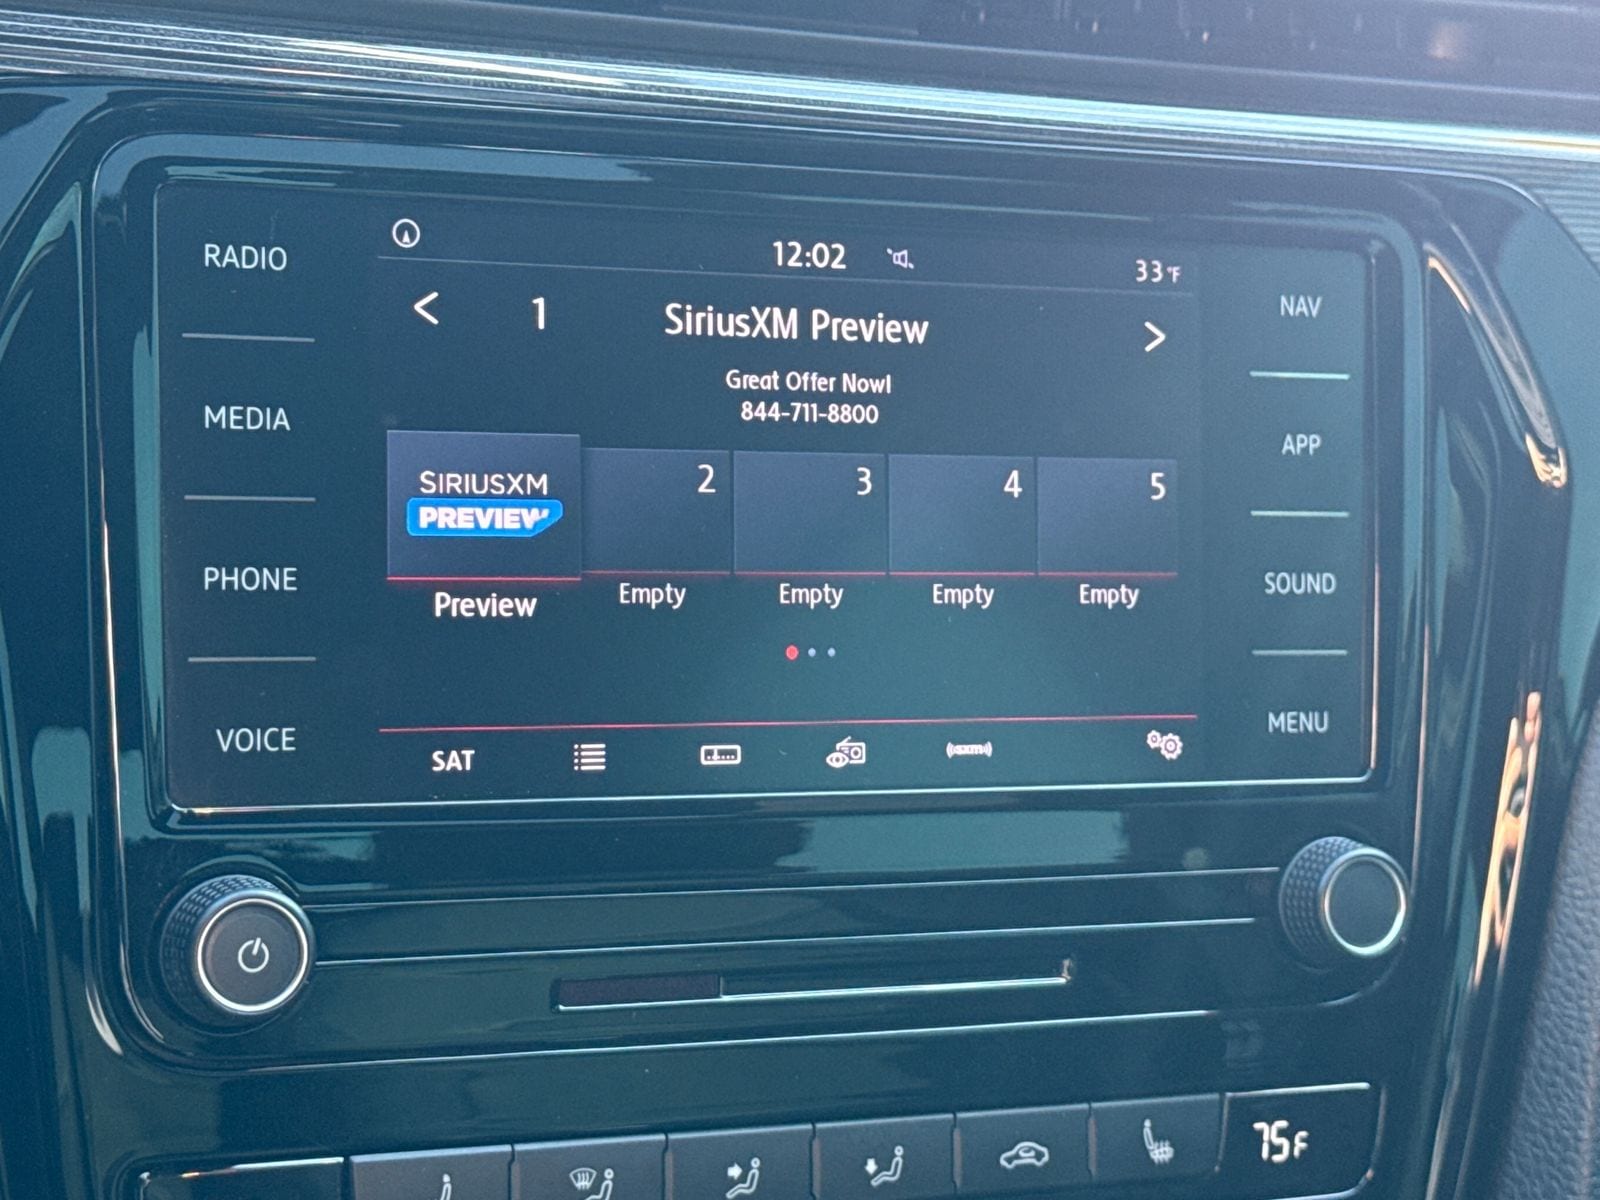 RADIO
MEDIA
PHONE
VOICE
12:02
33°F
1
SiriusXM Preview
Great Offer Now!
844-711-8800
SIRIUSXM
PREVIEW
2
3
4
5
Preview
Empty
Empty
Empty
Empty
SAT
SXM
NAV
APP
SOUND
MENU
75F